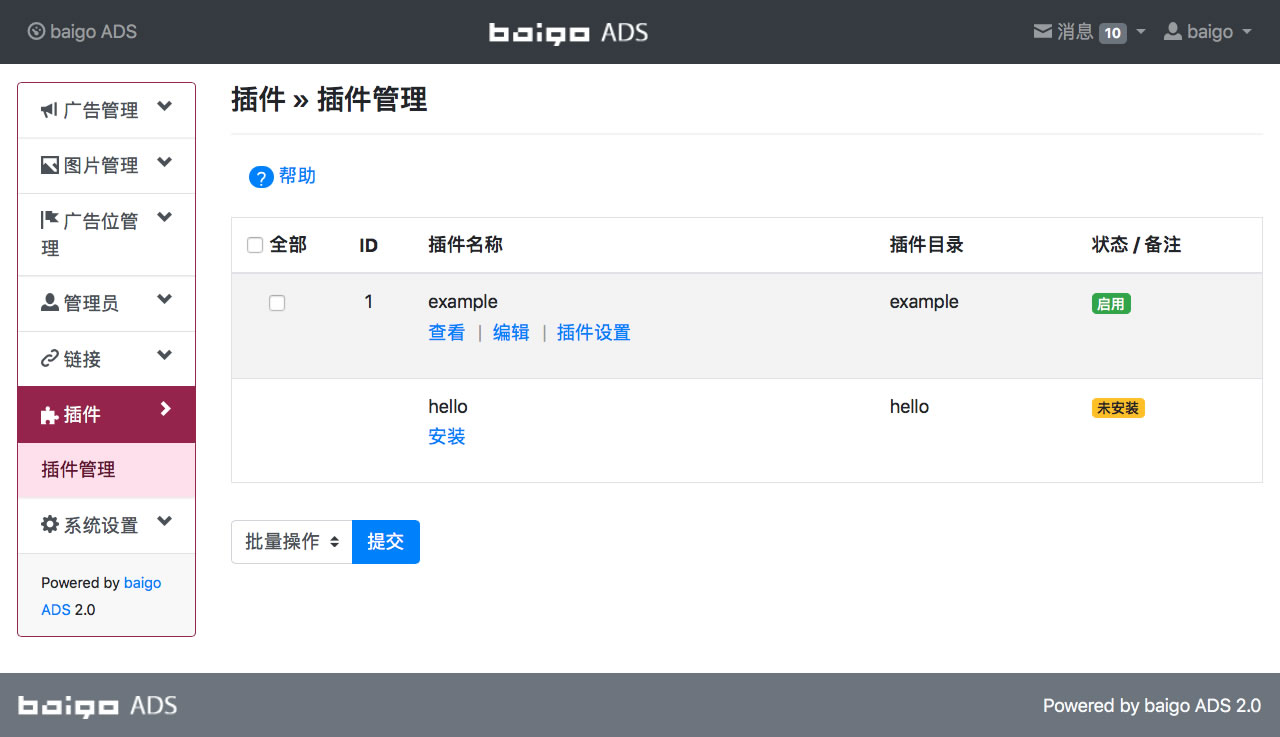 baigo ADS
baigo ADS
消息 10
baigo
广告管理
图片管理
广告位管
理
管理员
链接
插件
插件管理
系统设置
Powered by baigo
ADS 2.0
插件 » 插件管理
? 帮助
全部 ID 插件名称 插件目录 状态 / 备注
1 example example 启用
查看 | 编辑 | 插件设置
hello hello 未安装
安装
批量操作 提交
baigo ADS
Powered by baigo ADS 2.0